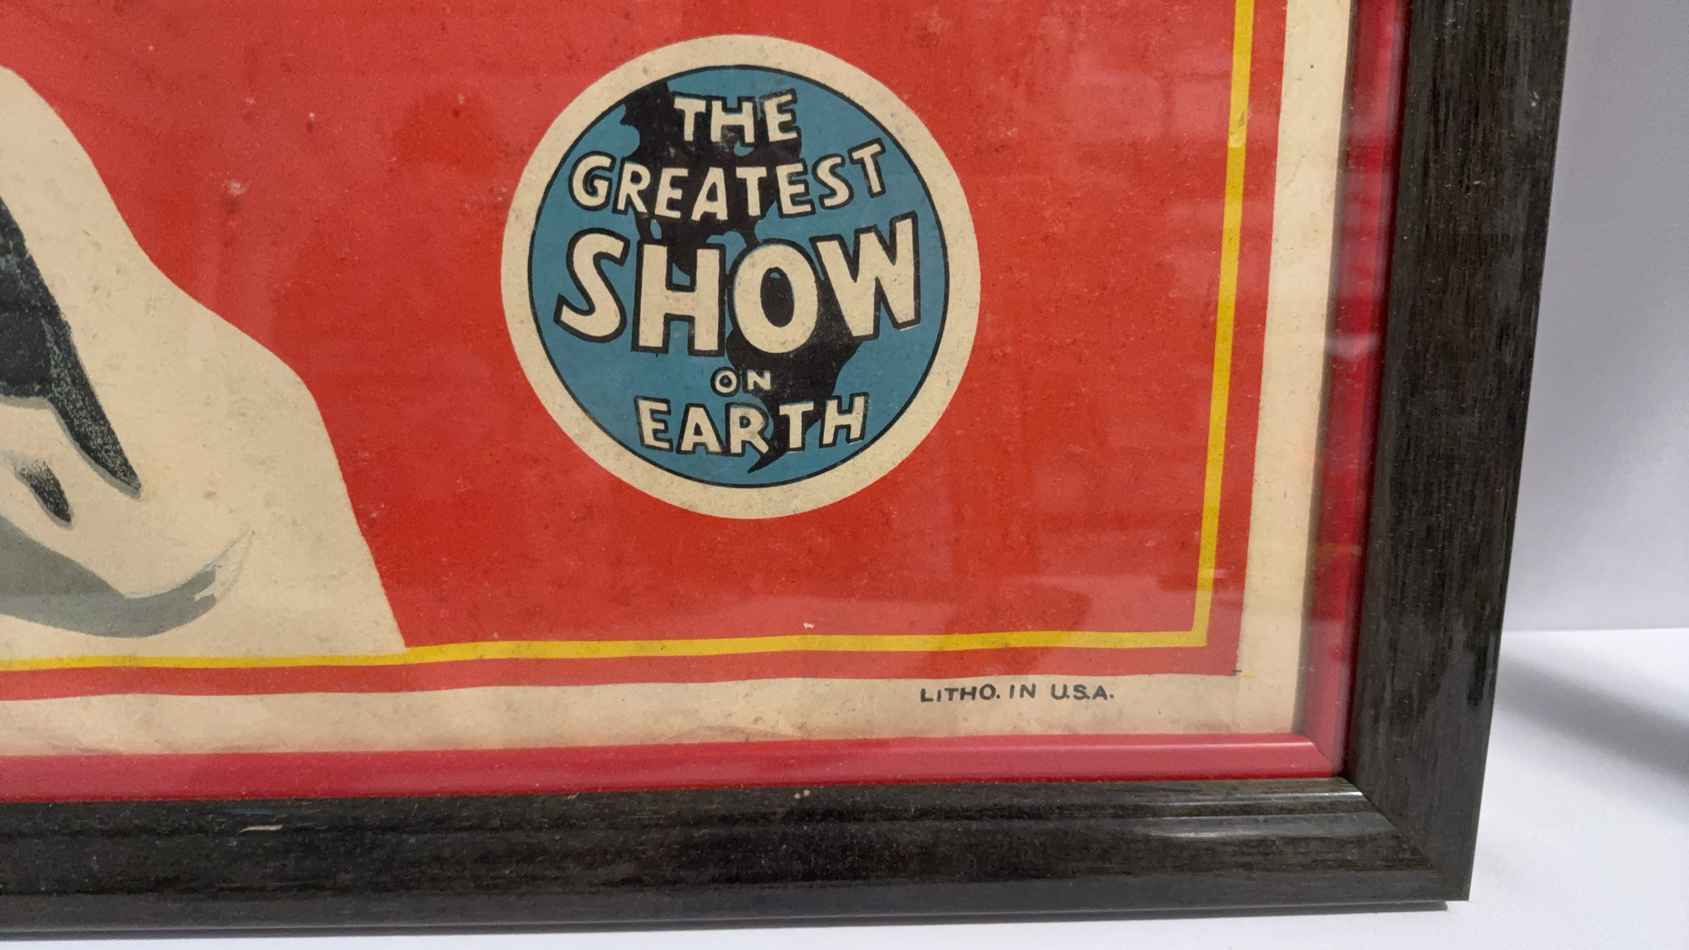 THE
GREATEST
SHOW
ON
EARTH
LITHO. IN U.S.A.